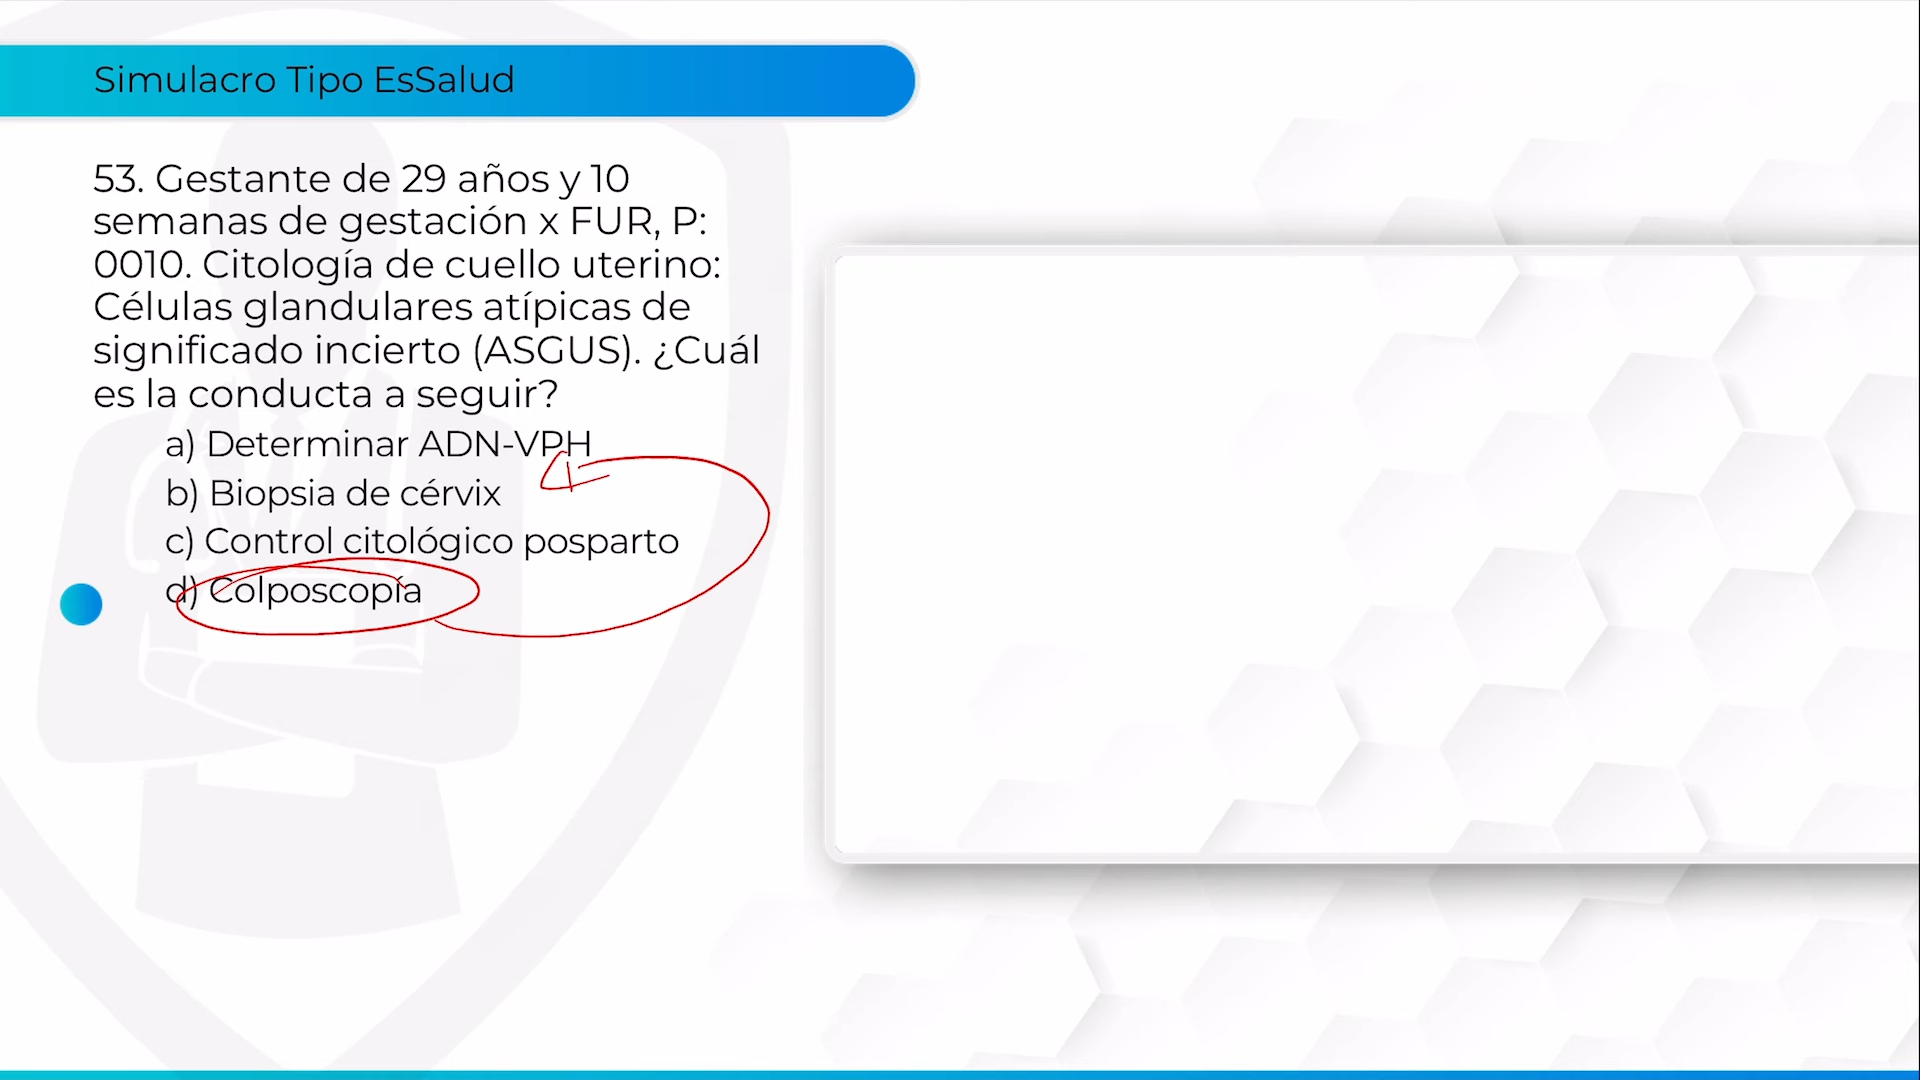 Simulacro Tipo EsSalud
53. Gestante de 29 años y 10
semanas de gestación x FUR, P:
0010. Citología de cuello uterino:
Células glandulares atípicas de
significado incierto (ASGUS). ¿Cuál
es la conducta a seguir?
a) Determinar ADN-VPH
b) Biopsia de cérvix
c) Control citológico posparto
d) Colposcopía